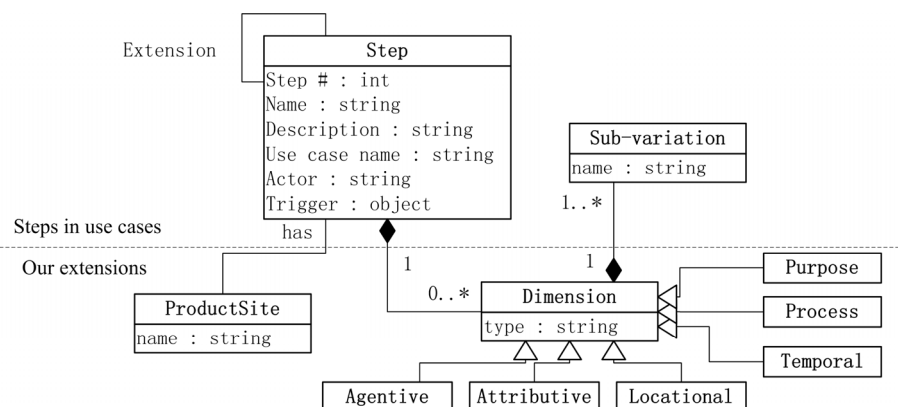 Extension
Step
Step # : int
Name : string
Description : string
Use case name : string
Actor : string
Trigger : object
Sub-variation
name : string
1..*
Steps in use cases
has
Our extensions
1
1
0..*
ProductSite
name : string
Dimension
type : string
Purpose
Process
Temporal
Agentive
Attributive
Locational